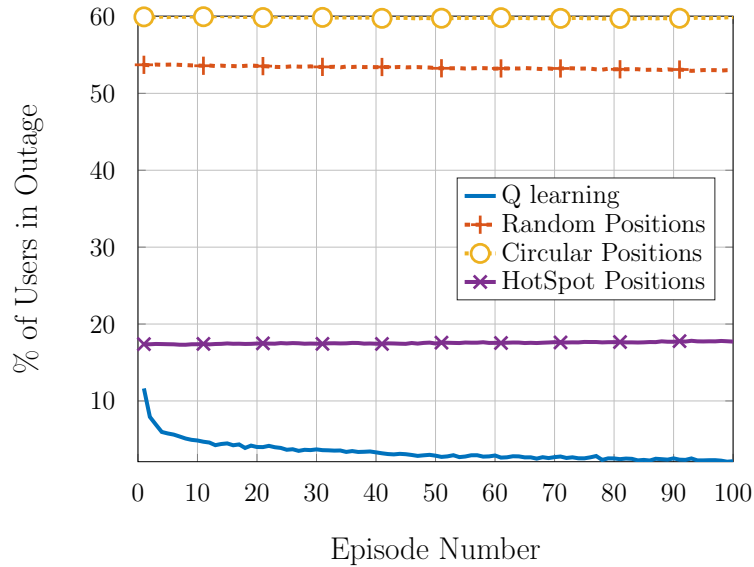 60
50
40
30
20
10
% of Users in Outage
Q learning
Random Positions
Circular Positions
HotSpot Positions
0 10 20 30 40 50 60 70 80 90 100
Episode Number